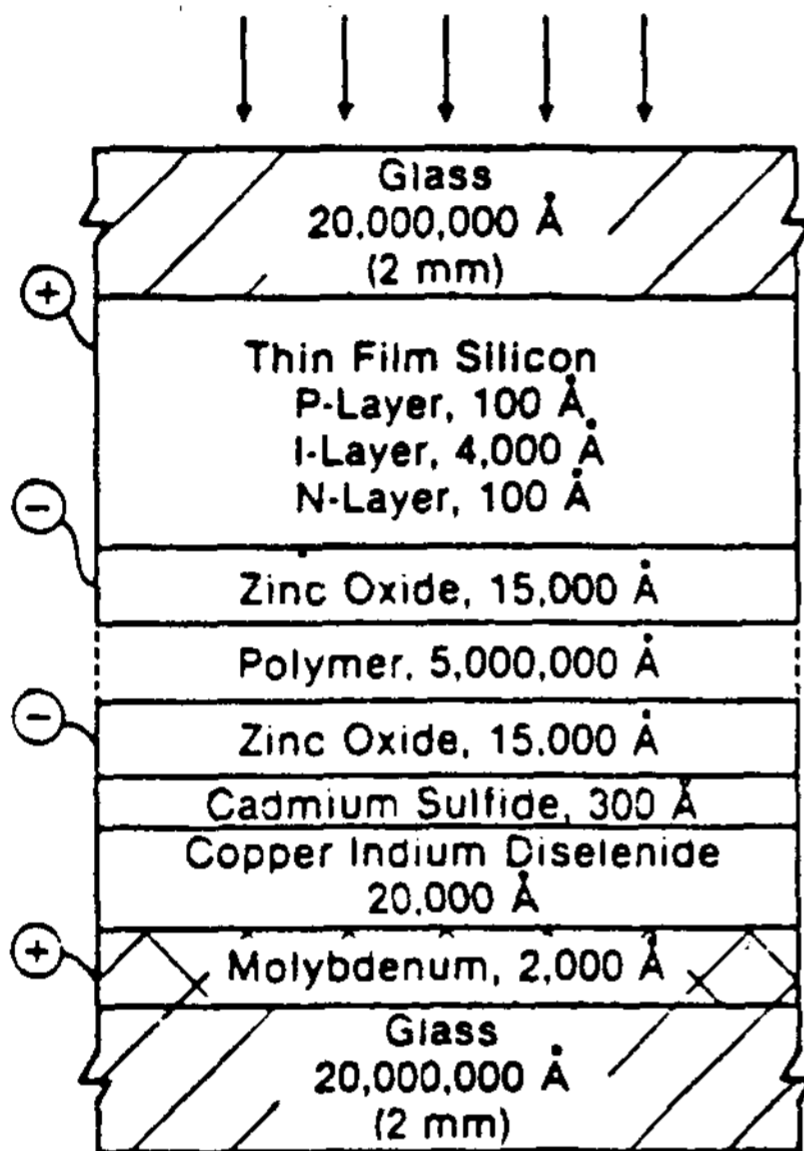 Glass
20,000,000 Å
(2 mm)
+
Thin Film Silicon
P-Layer, 100 Å
I-Layer, 4,000 Å
N-Layer, 100 Å
−
Zinc Oxide, 15,000 Å
Polymer, 5,000,000 Å
−
Zinc Oxide, 15,000 Å
Cadmium Sulfide, 300 Å
Copper Indium Diselenide
20,000 Å
+
Molybdenum, 2,000 Å
Glass
20,000,000 Å
(2 mm)